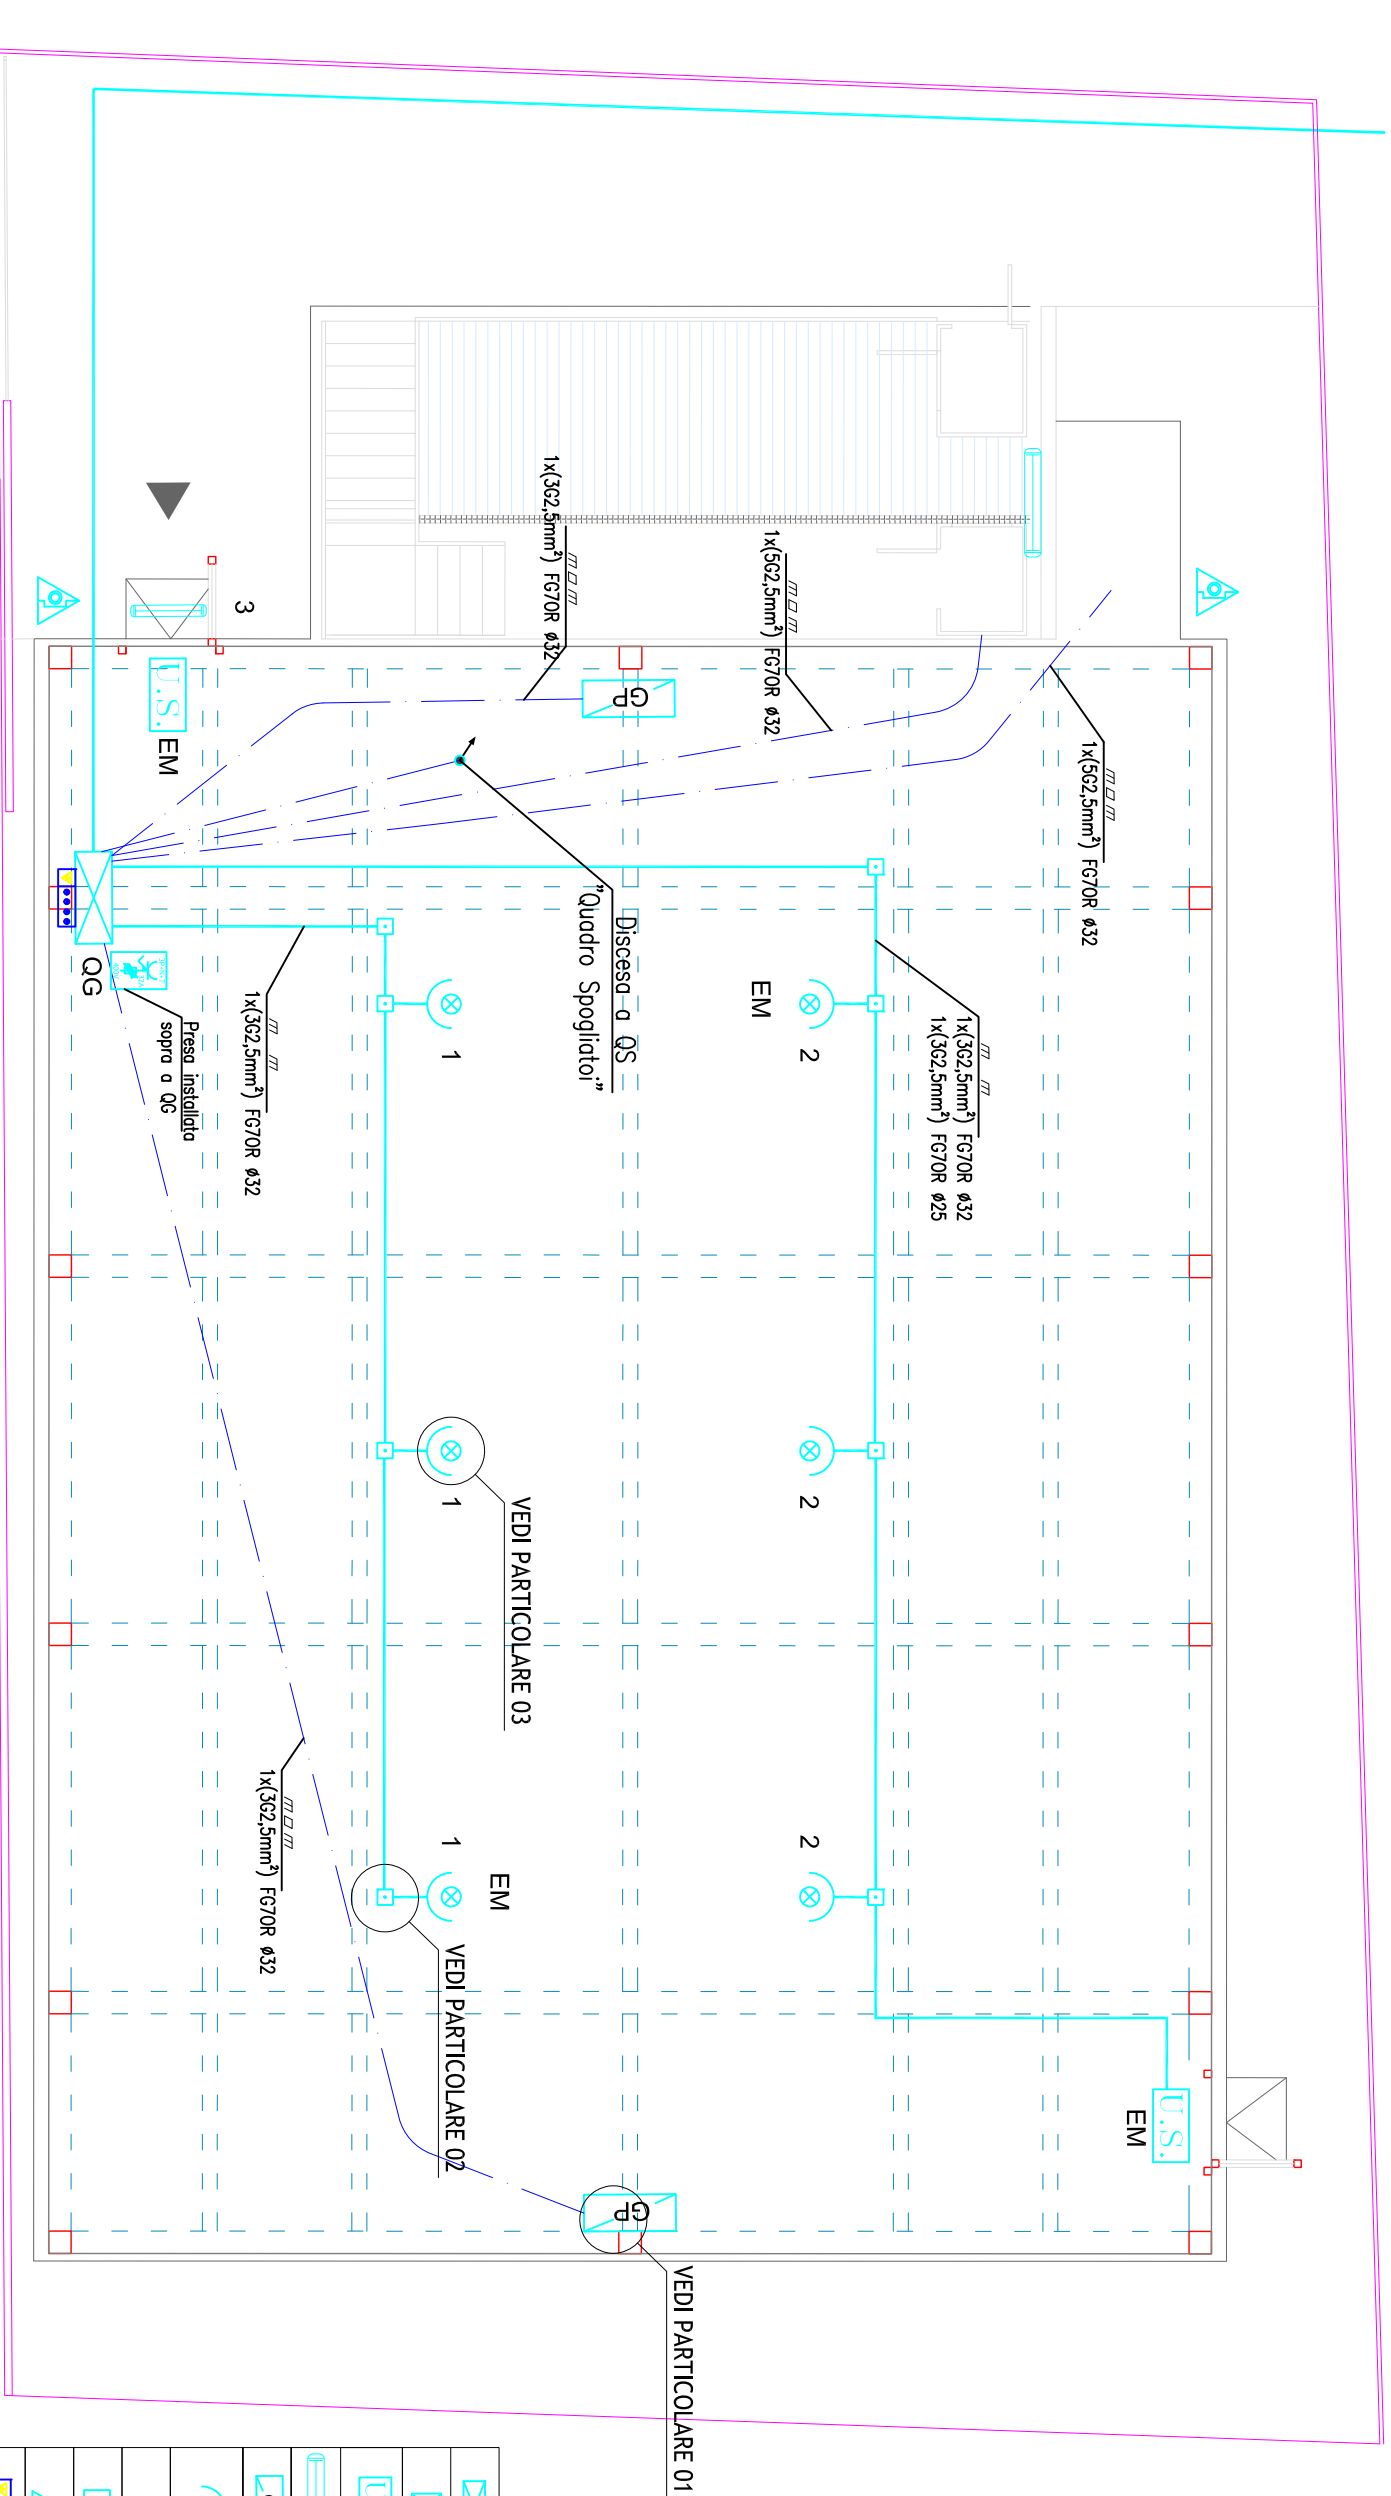 1x(3G2,5mm²) FG7OR ø32
1x(5G2,5mm²) FG7OR ø32
1x(5G2,5mm²) FG7OR ø32
3
U.S.
EM
GP
Discesa a QS
"Quadro Spogliatoi"
QG
Presa installata
sopra a QG
1x(3G2,5mm²) FG7OR ø32
1
EM
2
1x(3G2,5mm²) FG7OR ø32
1x(3G2,5mm²) FG7OR ø25
1
2
VEDI PARTICOLARE 03
1x(3G2,5mm²) FG7OR ø32
1
EM
2
VEDI PARTICOLARE 02
U.S.
EM
GP
VEDI PARTICOLARE 01